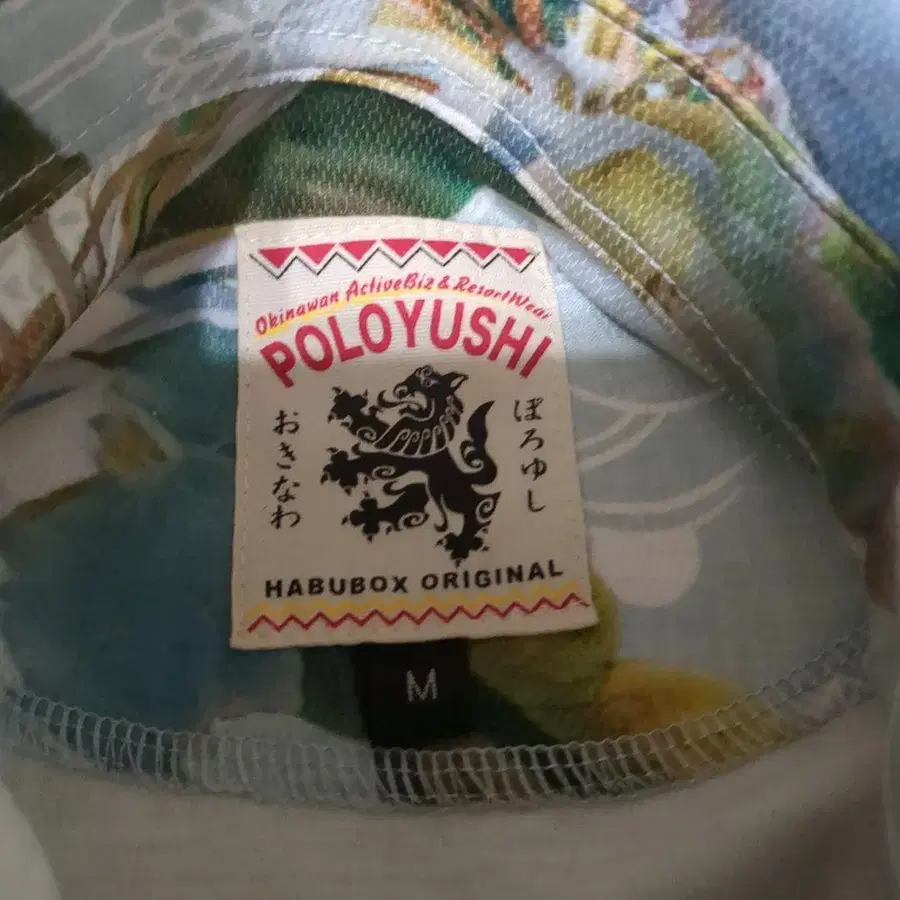 Okinawan ActiveBiz & ResortWear
POLOYUSHI
おきなわ
ぽろゆし
HABUBOX ORIGINAL
M